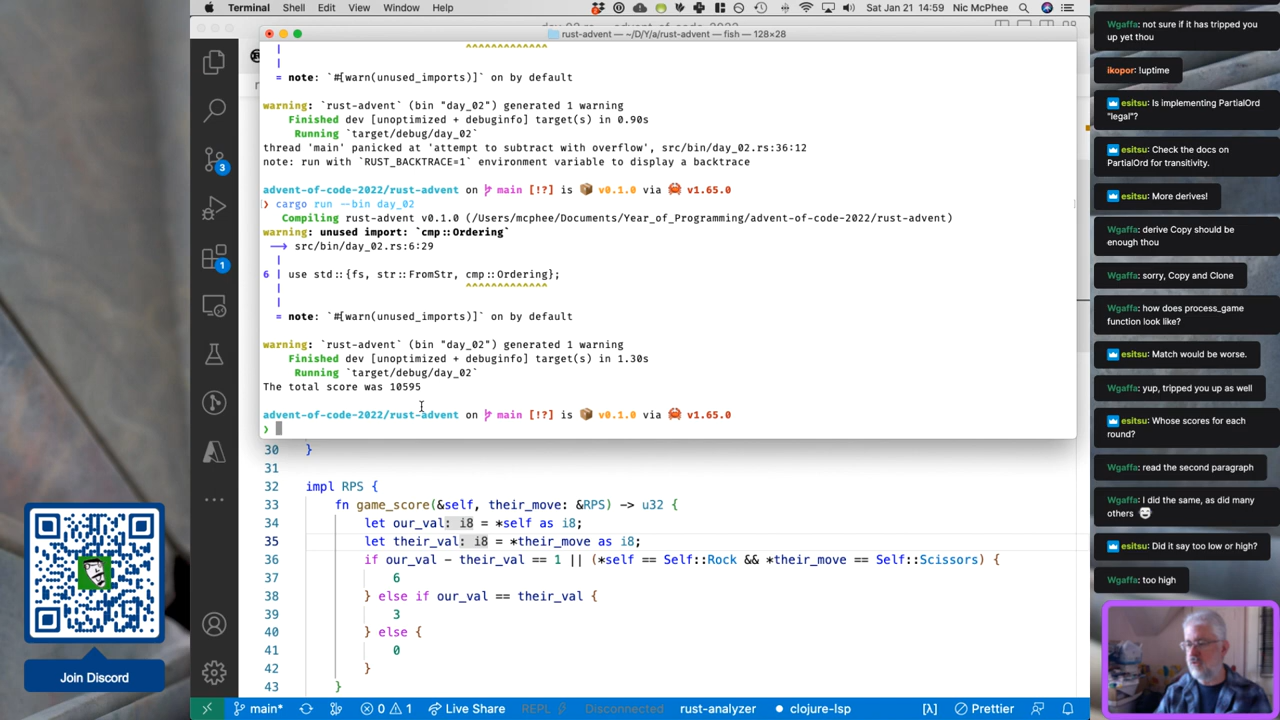 Terminal Shell Edit View Window Help
Sat Jan 21 14:59 Nic McPhee
rust-advent — ~/D/Y/a/rust-advent — fish — 128×28
^^^^^^^^^^^^^
|
|
= note: `#[warn(unused_imports)]` on by default
warning: `rust-advent` (bin "day_02") generated 1 warning
Finished dev [unoptimized + debuginfo] target(s) in 0.90s
Running `target/debug/day_02`
thread 'main' panicked at 'attempt to subtract with overflow', src/bin/day_02.rs:36:12
note: run with `RUST_BACKTRACE=1` environment variable to display a backtrace
advent-of-code-2022/rust-advent on main [!?] is 📦 v0.1.0 via 🦀 v1.65.0
❯ cargo run --bin day_02
Compiling rust-advent v0.1.0 (/Users/mcphee/Documents/Year_of_Programming/advent-of-code-2022/rust-advent)
warning: unused import: `cmp::Ordering`
--> src/bin/day_02.rs:6:29
|
6 | use std::{fs, str::FromStr, cmp::Ordering};
| ^^^^^^^^^^^^^
|
= note: `#[warn(unused_imports)]` on by default
warning: `rust-advent` (bin "day_02") generated 1 warning
Finished dev [unoptimized + debuginfo] target(s) in 1.30s
Running `target/debug/day_02`
The total score was 10595
advent-of-code-2022/rust-advent on main [!?] is 📦 v0.1.0 via 🦀 v1.65.0
❯
30 }
31
32 impl RPS {
33 fn game_score(&self, their_move: &RPS) -> u32 {
34 let our_val: i8 = *self as i8;
35 let their_val: i8 = *their_move as i8;
36 if our_val - their_val == 1 || (*self == Self::Rock && *their_move == Self::Scissors) {
37 6
38 } else if our_val == their_val {
39 3
40 } else {
41 0
42 }
43 }
3
1
main* 0 1 Live Share REPL Disconnected rust-analyzer clojure-lsp [λ] Prettier
Join Discord
Wgaffa: not sure if it has tripped you
up yet thou
ikopor: !uptime
esitsu: Is implementing PartialOrd
"legal"?
esitsu: Check the docs on
PartialOrd for transitivity.
esitsu: More derives!
Wgaffa: derive Copy should be
enough thou
Wgaffa: sorry, Copy and Clone
Wgaffa: how does process_game
function look like?
esitsu: Match would be worse.
Wgaffa: yup, tripped you up as well
esitsu: Whose scores for each
round?
Wgaffa: read the second paragraph
Wgaffa: I did the same, as did many
others
esitsu: Did it say too low or high?
Wgaffa: too high